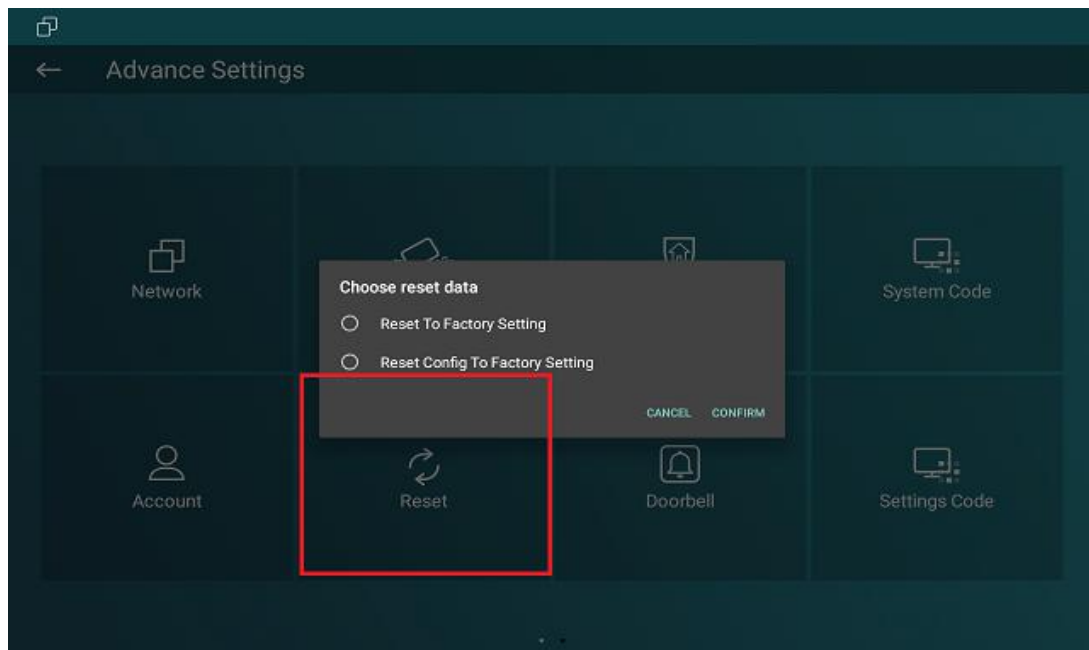 Advance Settings
Network
System Code
Choose reset data
Reset To Factory Setting
Reset Config To Factory Setting
CANCEL CONFIRM
Account
Reset
Doorbell
Settings Code